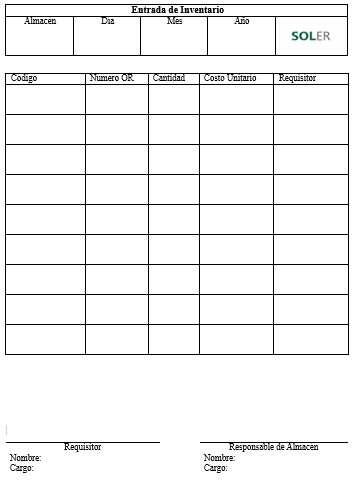 Entrada de Inventario
Almacen Dia Mes Año
SOLER
Codigo Numero OR Cantidad Costo Unitario Requisitor
Requisitor Responsable de Almacen
Nombre: Nombre:
Cargo: Cargo: